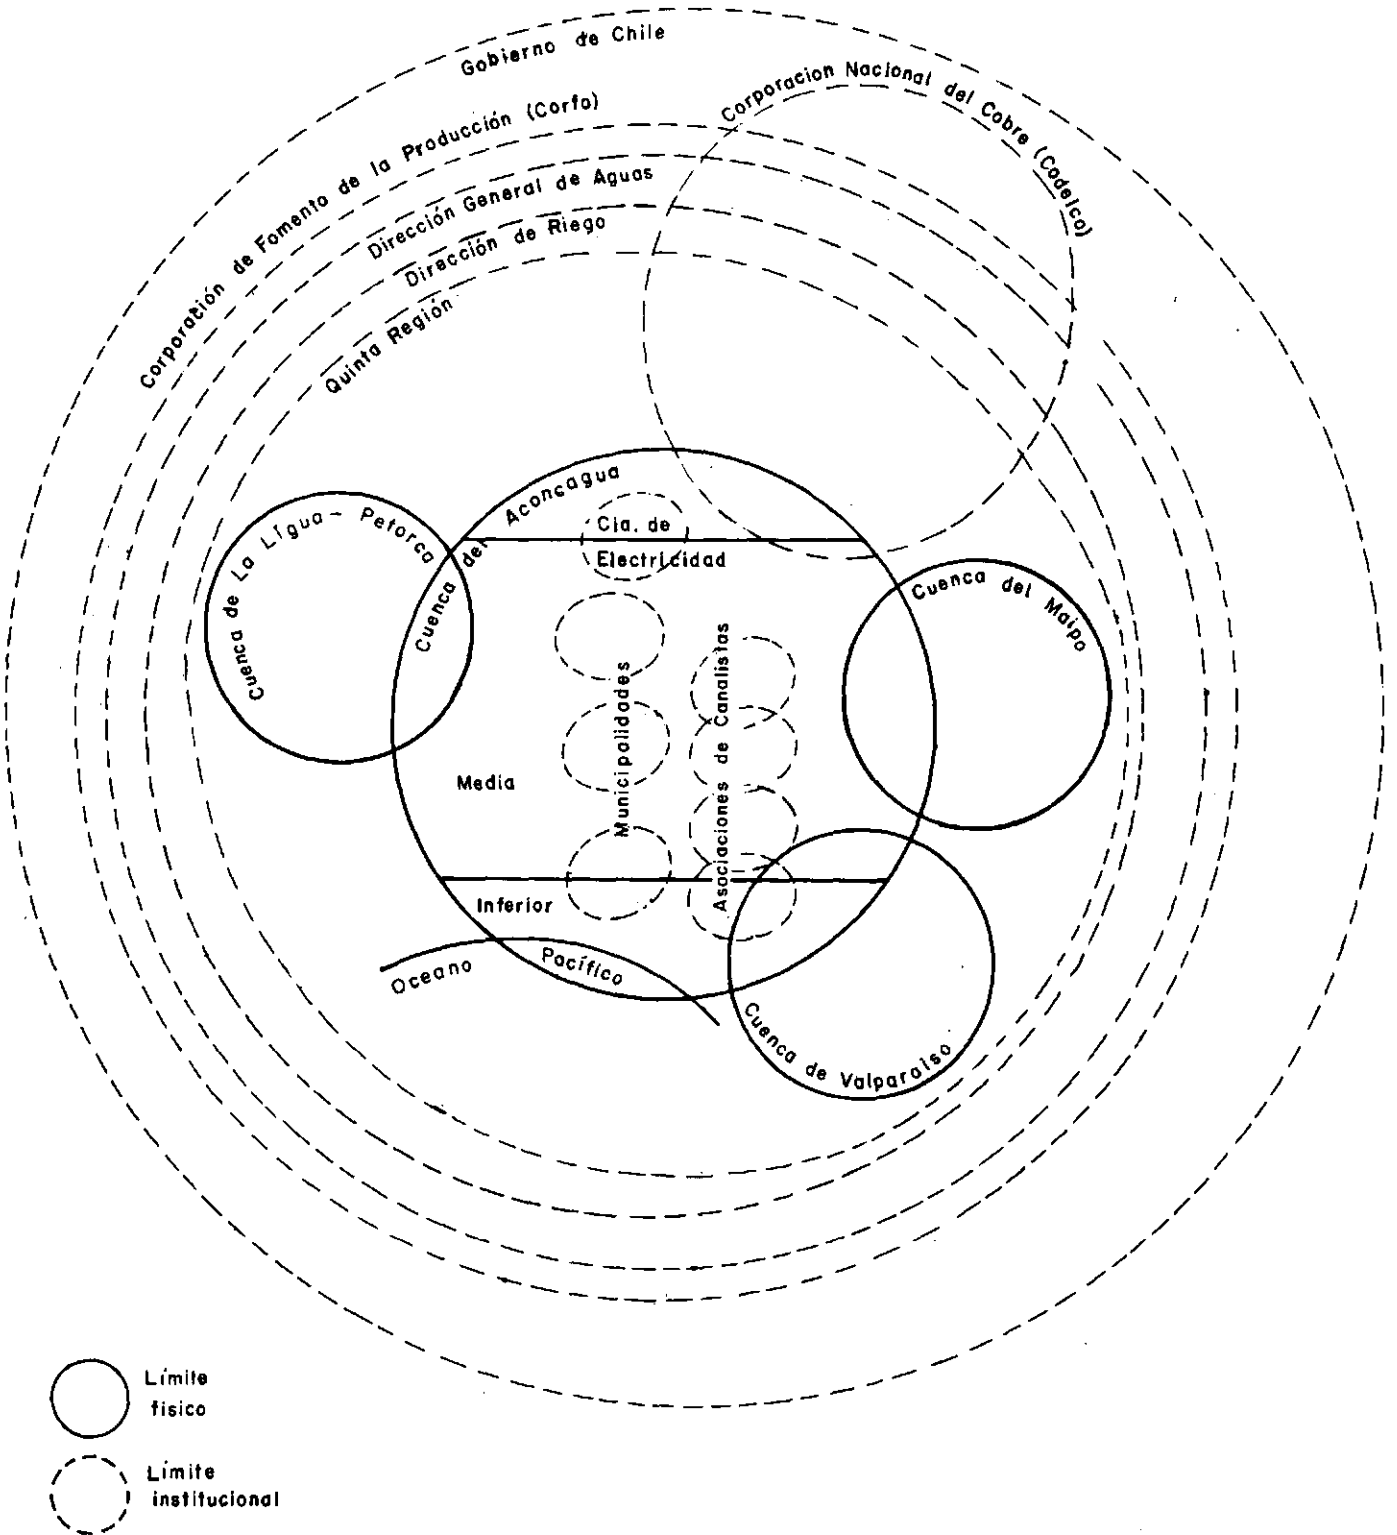 Gobierno de Chile
Corporacion Nacional del Cobre (Codelco)
Corporación de Fomento de la Producción (Corfo)
Dirección General de Aguas
Dirección de Riego
Quinta Región
Cuenca del Aconcagua
Cuenca de La Lígua - Petorca
Cia. de
Electricidad
Cuenca del Maipo
Municipalidades
Asociaciones de Canalistas
Media
Inferior
Oceano Pacífico
Cuenca de Valparaiso
Límite
físico
Límite
institucional